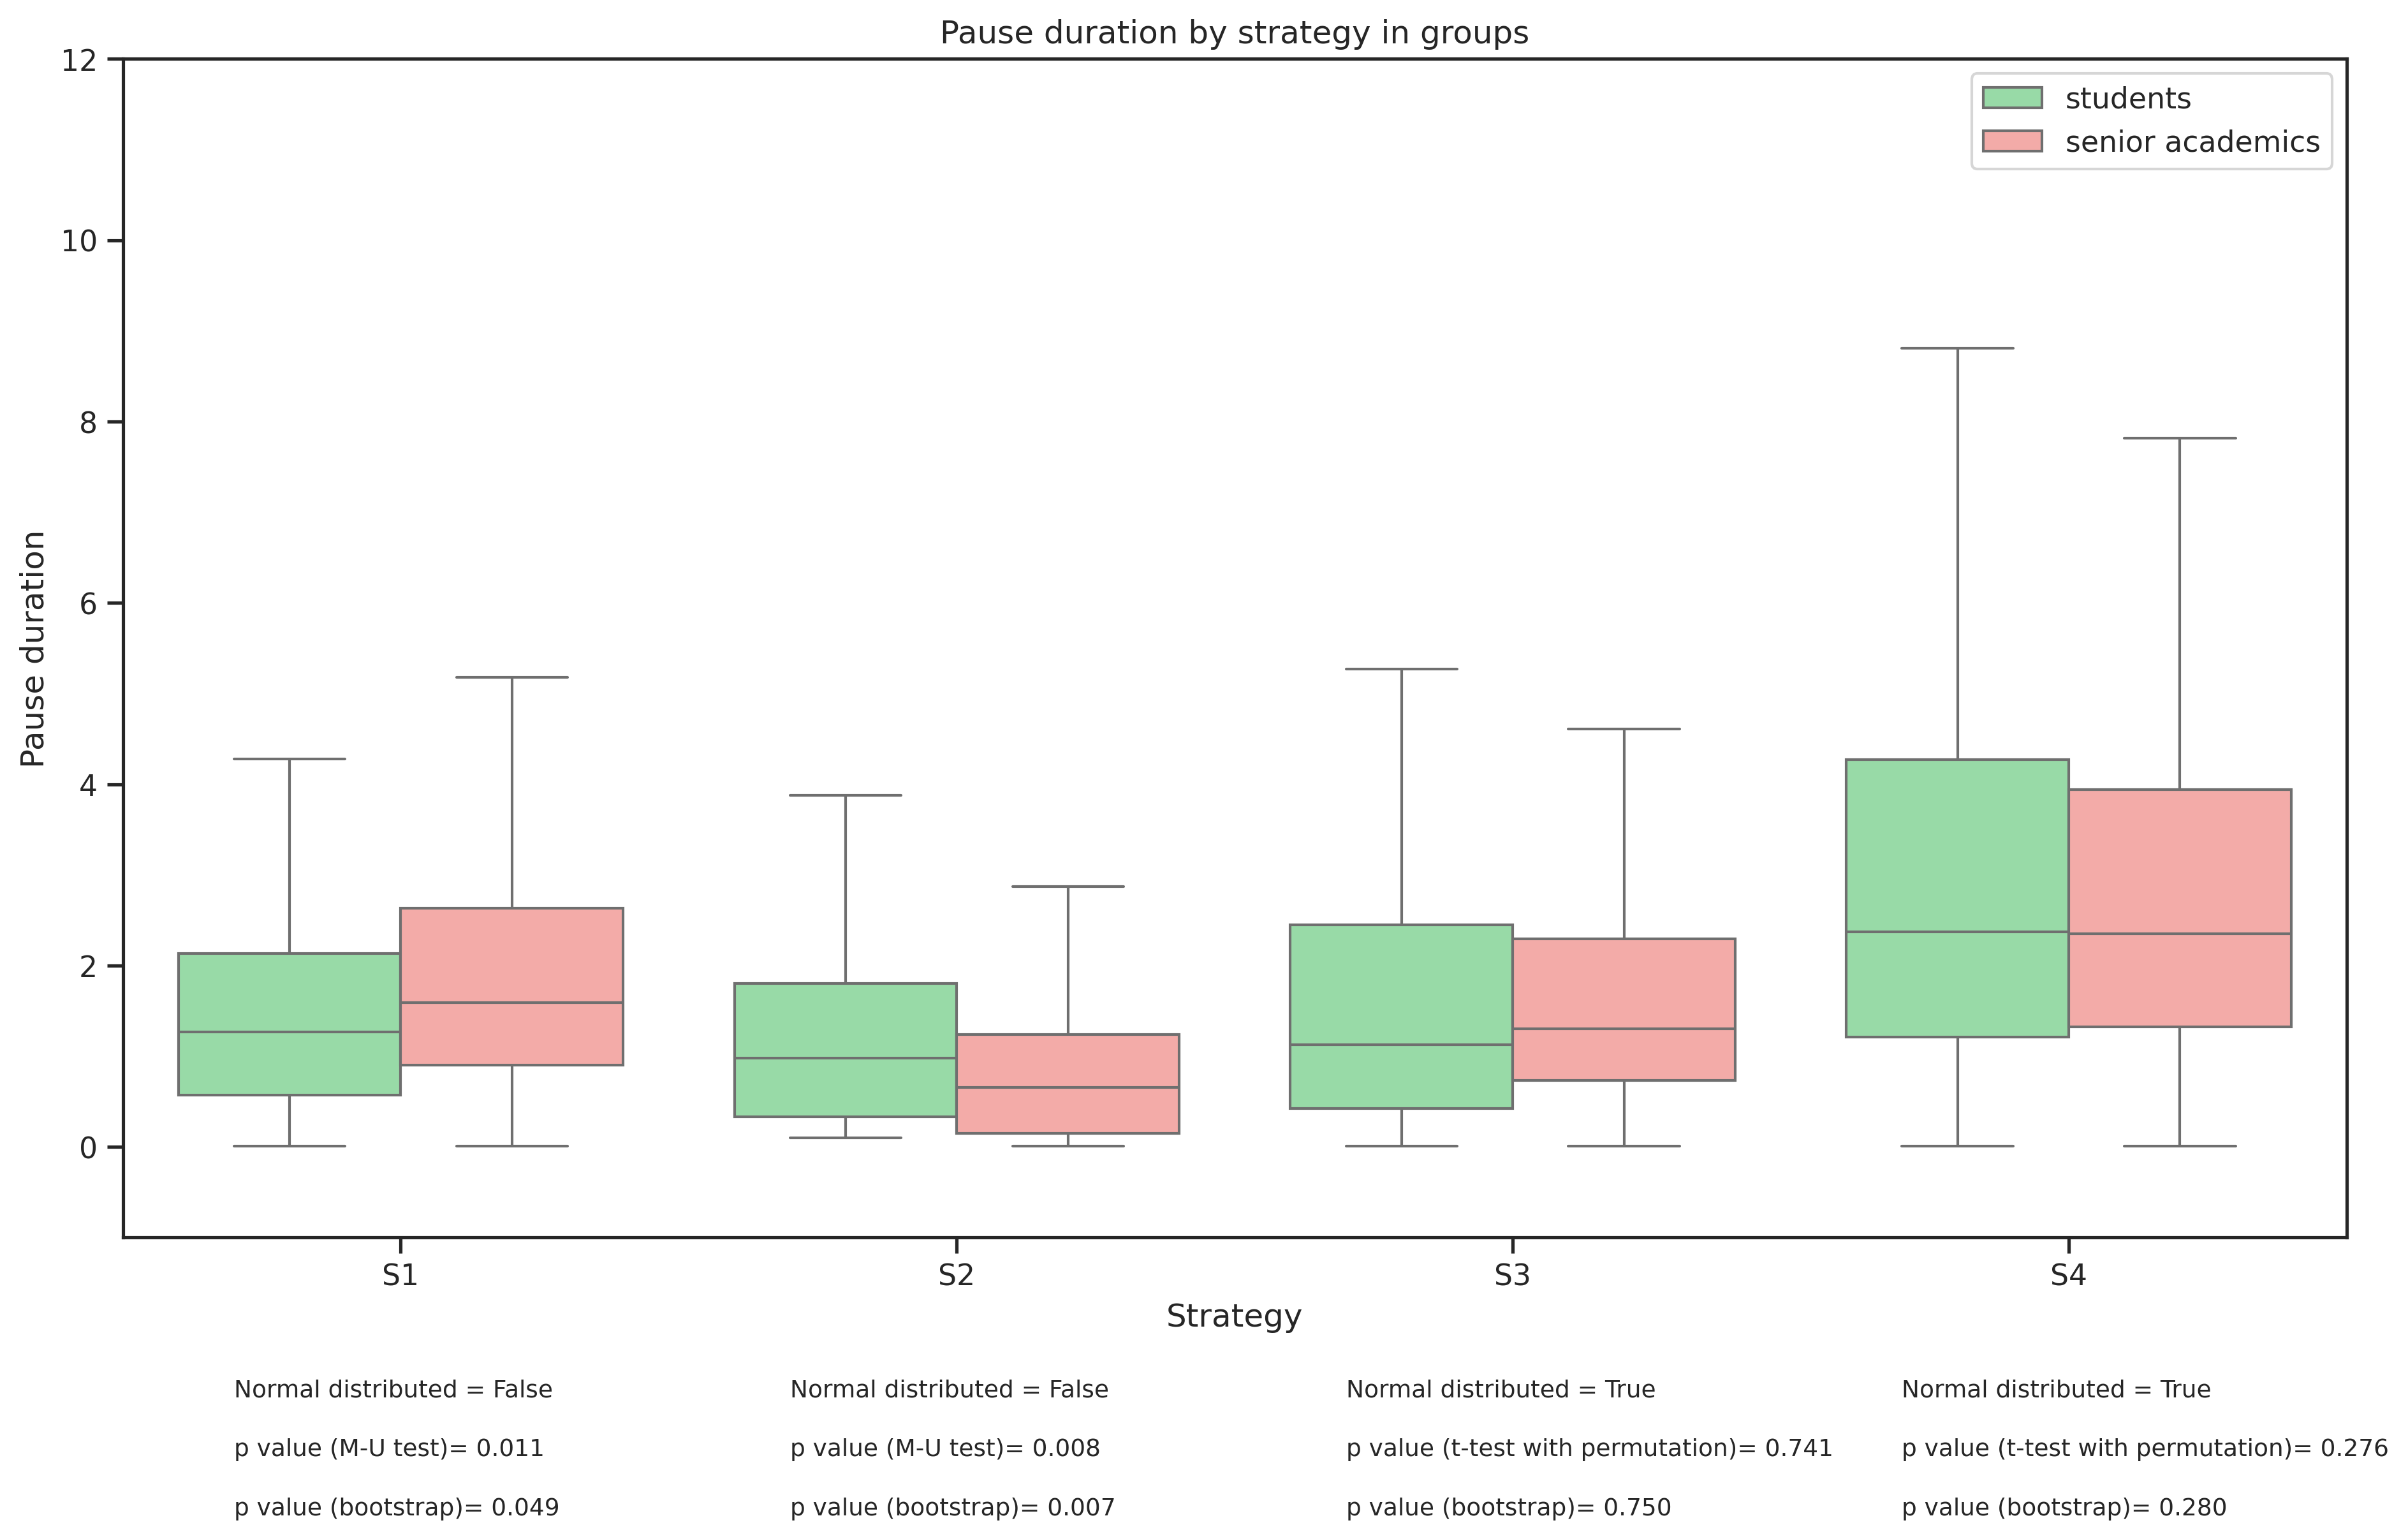 Pause duration by strategy in groups
12
10
8
6
4
2
0
Pause duration
students
senior academics
S1 S2 S3 S4
Strategy
Normal distributed = False
p value (M-U test)= 0.011
p value (bootstrap)= 0.049
Normal distributed = False
p value (M-U test)= 0.008
p value (bootstrap)= 0.007
Normal distributed = True
p value (t-test with permutation)= 0.741
p value (bootstrap)= 0.750
Normal distributed = True
p value (t-test with permutation)= 0.276
p value (bootstrap)= 0.280